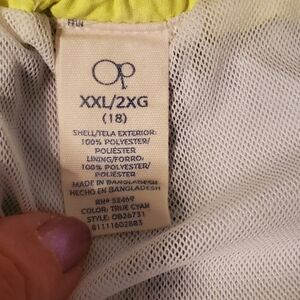 Op
XXL/2XG
(18)
SHELL/TELA EXTERIOR:
100% POLYESTER/
POLIÉSTER
LINING/FORRO:
100% POLYESTER/
POLIÉSTER
MADE IN BANGLADESH
HECHO EN BANGLADESH
RN# 52469
COLOR: TRUE CYAN
STYLE: OB26731
81111602883